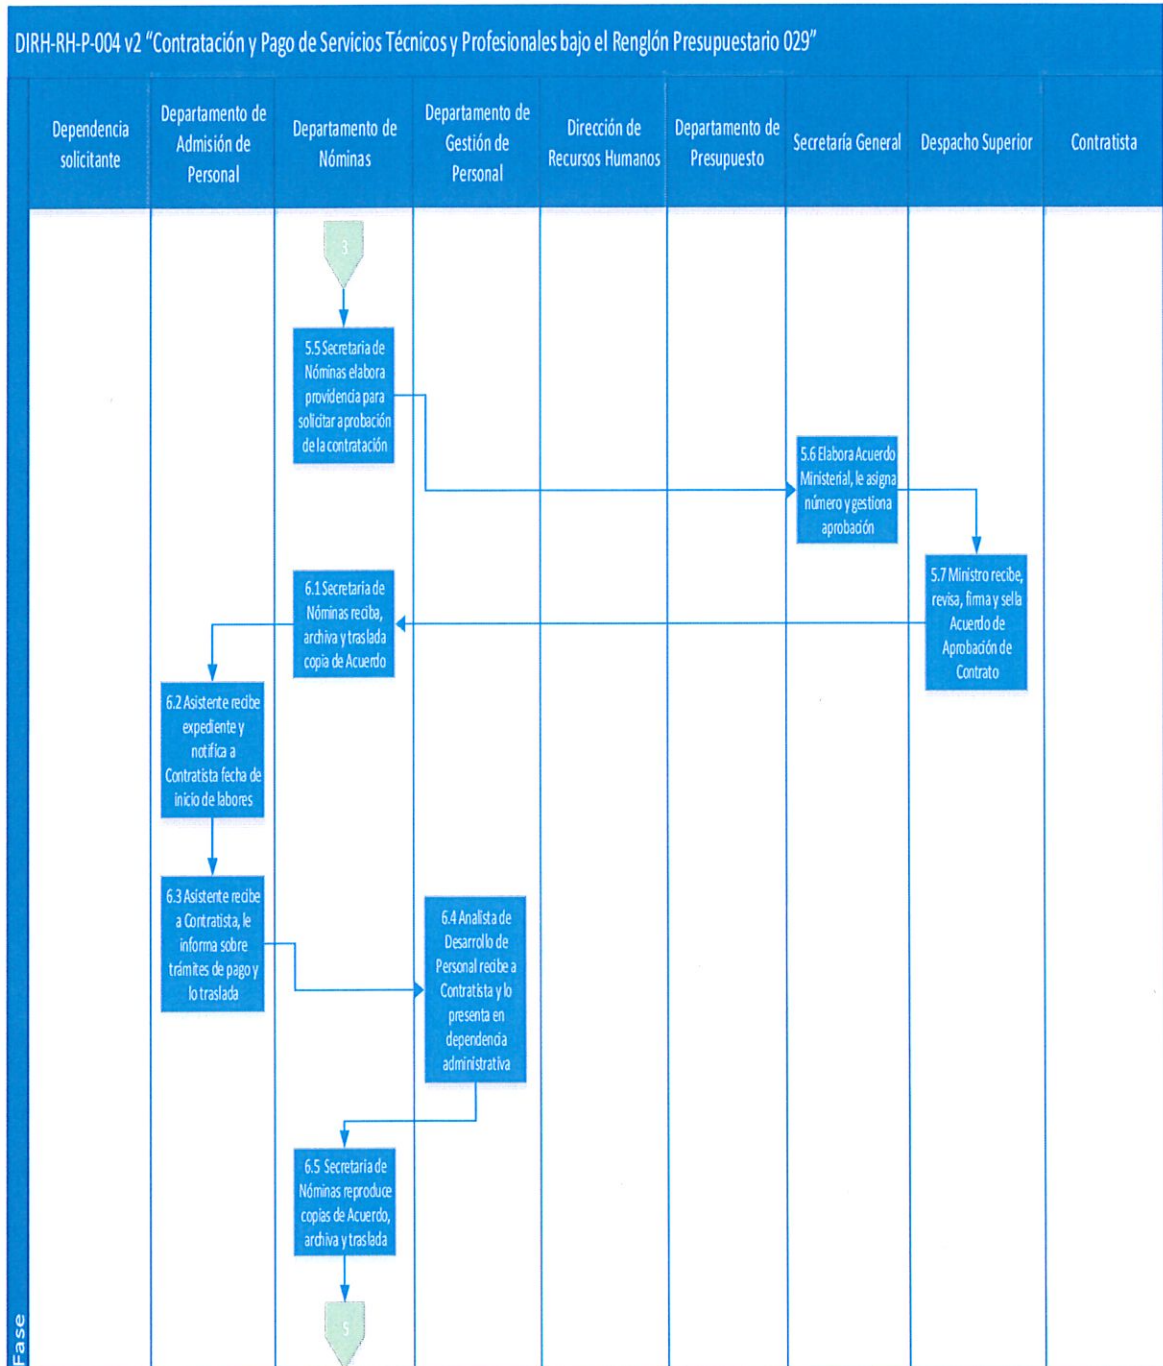 DIRH-RH-P-004 v2 “Contratación y Pago de Servicios Técnicos y Profesionales bajo el Renglón Presupuestario 029”
Dependencia
solicitante
Departamento de
Admisión de
Personal
Departamento de
Nóminas
Departamento de
Gestión de
Personal
Dirección de
Recursos Humanos
Departamento de
Presupuesto
Secretaría General
Despacho Superior
Contratista
3
5.5 Secretaria de
Nóminas elabora
providencia para
solicitar aprobación
de la contratación
5.6 Elabora Acuerdo
Ministerial, le asigna
número y gestiona
aprobación
5.7 Ministro recibe,
revisa, firma y sella
Acuerdo de
Aprobación de
Contrato
6.1 Secretaria de
Nóminas reciba,
archiva y traslada
copia de Acuerdo
6.2 Asistente recibe
expediente y
notifica a
Contratista fecha de
inicio de labores
6.3 Asistente recibe
a Contratista, le
informa sobre
trámites de pago y
lo traslada
6.4 Analista de
Desarrollo de
Personal recibe a
Contratista y lo
presenta en
dependencia
administrativa
6.5 Secretaria de
Nóminas reproduce
copias de Acuerdo,
archiva y traslada
5
Fase